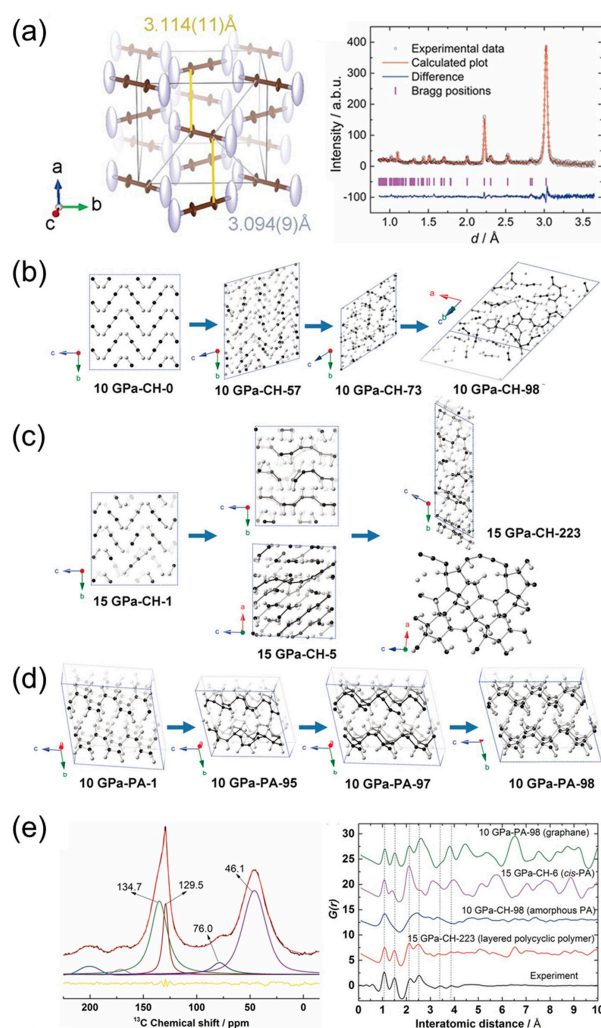 (a)
3.114(11)Å
3.094(9)Å
a
b
c
Intensity / a.b.u.
400
300
200
100
0
-100
Experimental data
Calculated plot
Difference
Bragg positions
1.0 1.5 2.0 2.5 3.0 3.5
d / Å
(b)
c
b
c
b
c
b
a
b
c
10 GPa-CH-0
10 GPa-CH-57
10 GPa-CH-73
10 GPa-CH-98
(c)
c
b
15 GPa-CH-1
c
b
a
c
15 GPa-CH-5
c
b
15 GPa-CH-223
a
c
(d)
c
b
c
b
c
b
c
b
10 GPa-PA-1
10 GPa-PA-95
10 GPa-PA-97
10 GPa-PA-98
(e)
134.7
129.5
76.0
46.1
200 150 100 50 0
13C Chemical shift / ppm
G(r)
30
25
20
15
10
5
0
10 GPa-PA-98 (graphane)
15 GPa-CH-6 (cis-PA)
10 GPa-CH-98 (amorphous PA)
15 GPa-CH-223 (layered polycyclic polymer)
Experiment
0 1 2 3 4 5 6 7 8 9 10
Interatomic distance / Å